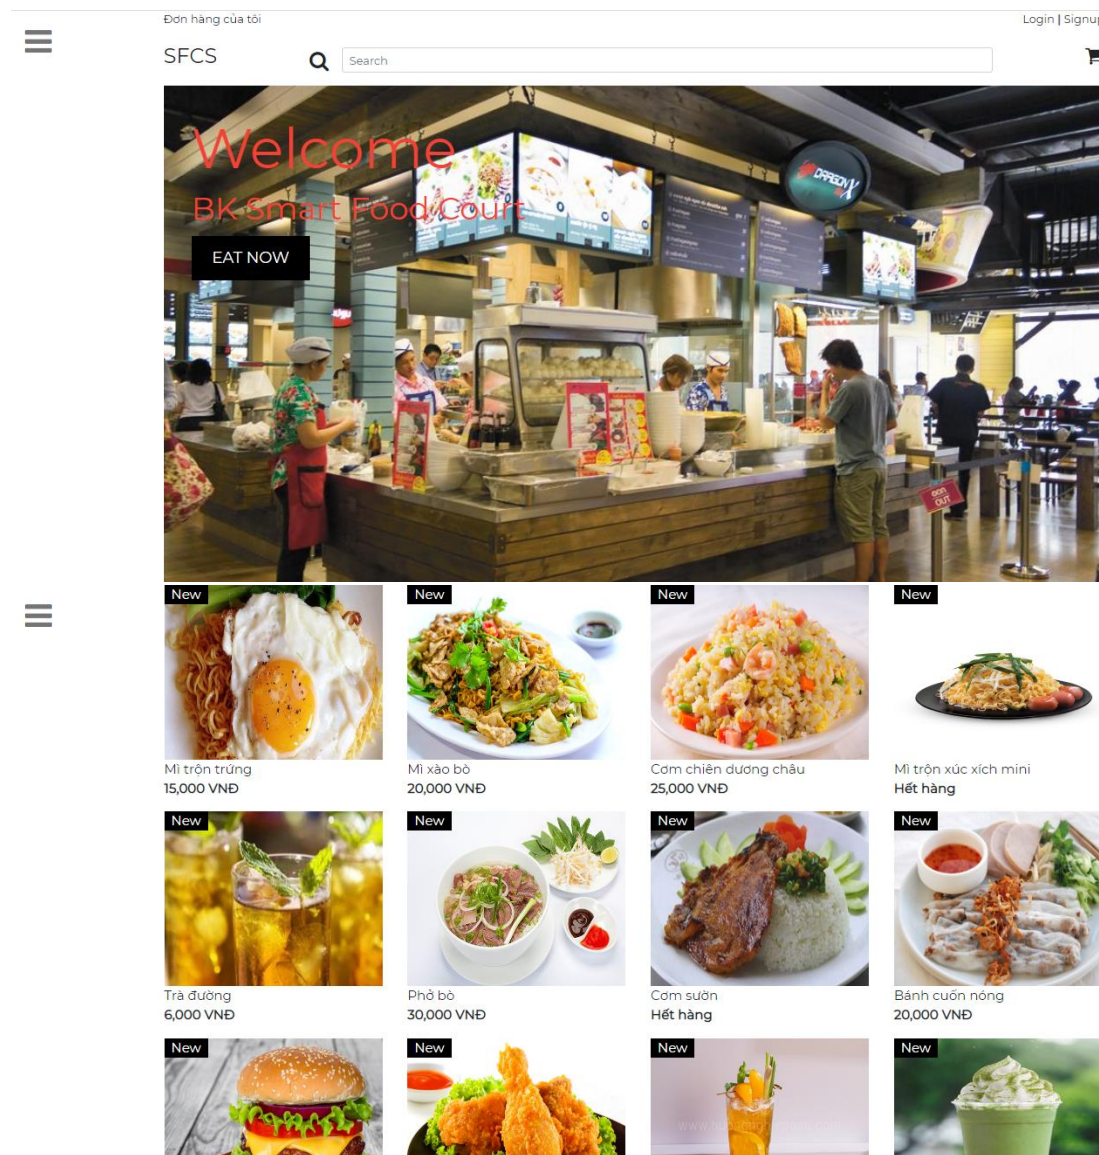 Đơn hàng của tôi
Login | Signup
SFCS
Search
Welcome
BK Smart Food Court
EAT NOW
DRAGON X
OUT
New
New
New
New
Mì trộn trứng
Mì xào bò
Cơm chiên dương châu
Mì trộn xúc xích mini
15,000 VNĐ
20,000 VNĐ
25,000 VNĐ
Hết hàng
New
New
New
New
Trà đường
Phở bò
Cơm sườn
Bánh cuốn nóng
6,000 VNĐ
30,000 VNĐ
Hết hàng
20,000 VNĐ
New
New
New
New